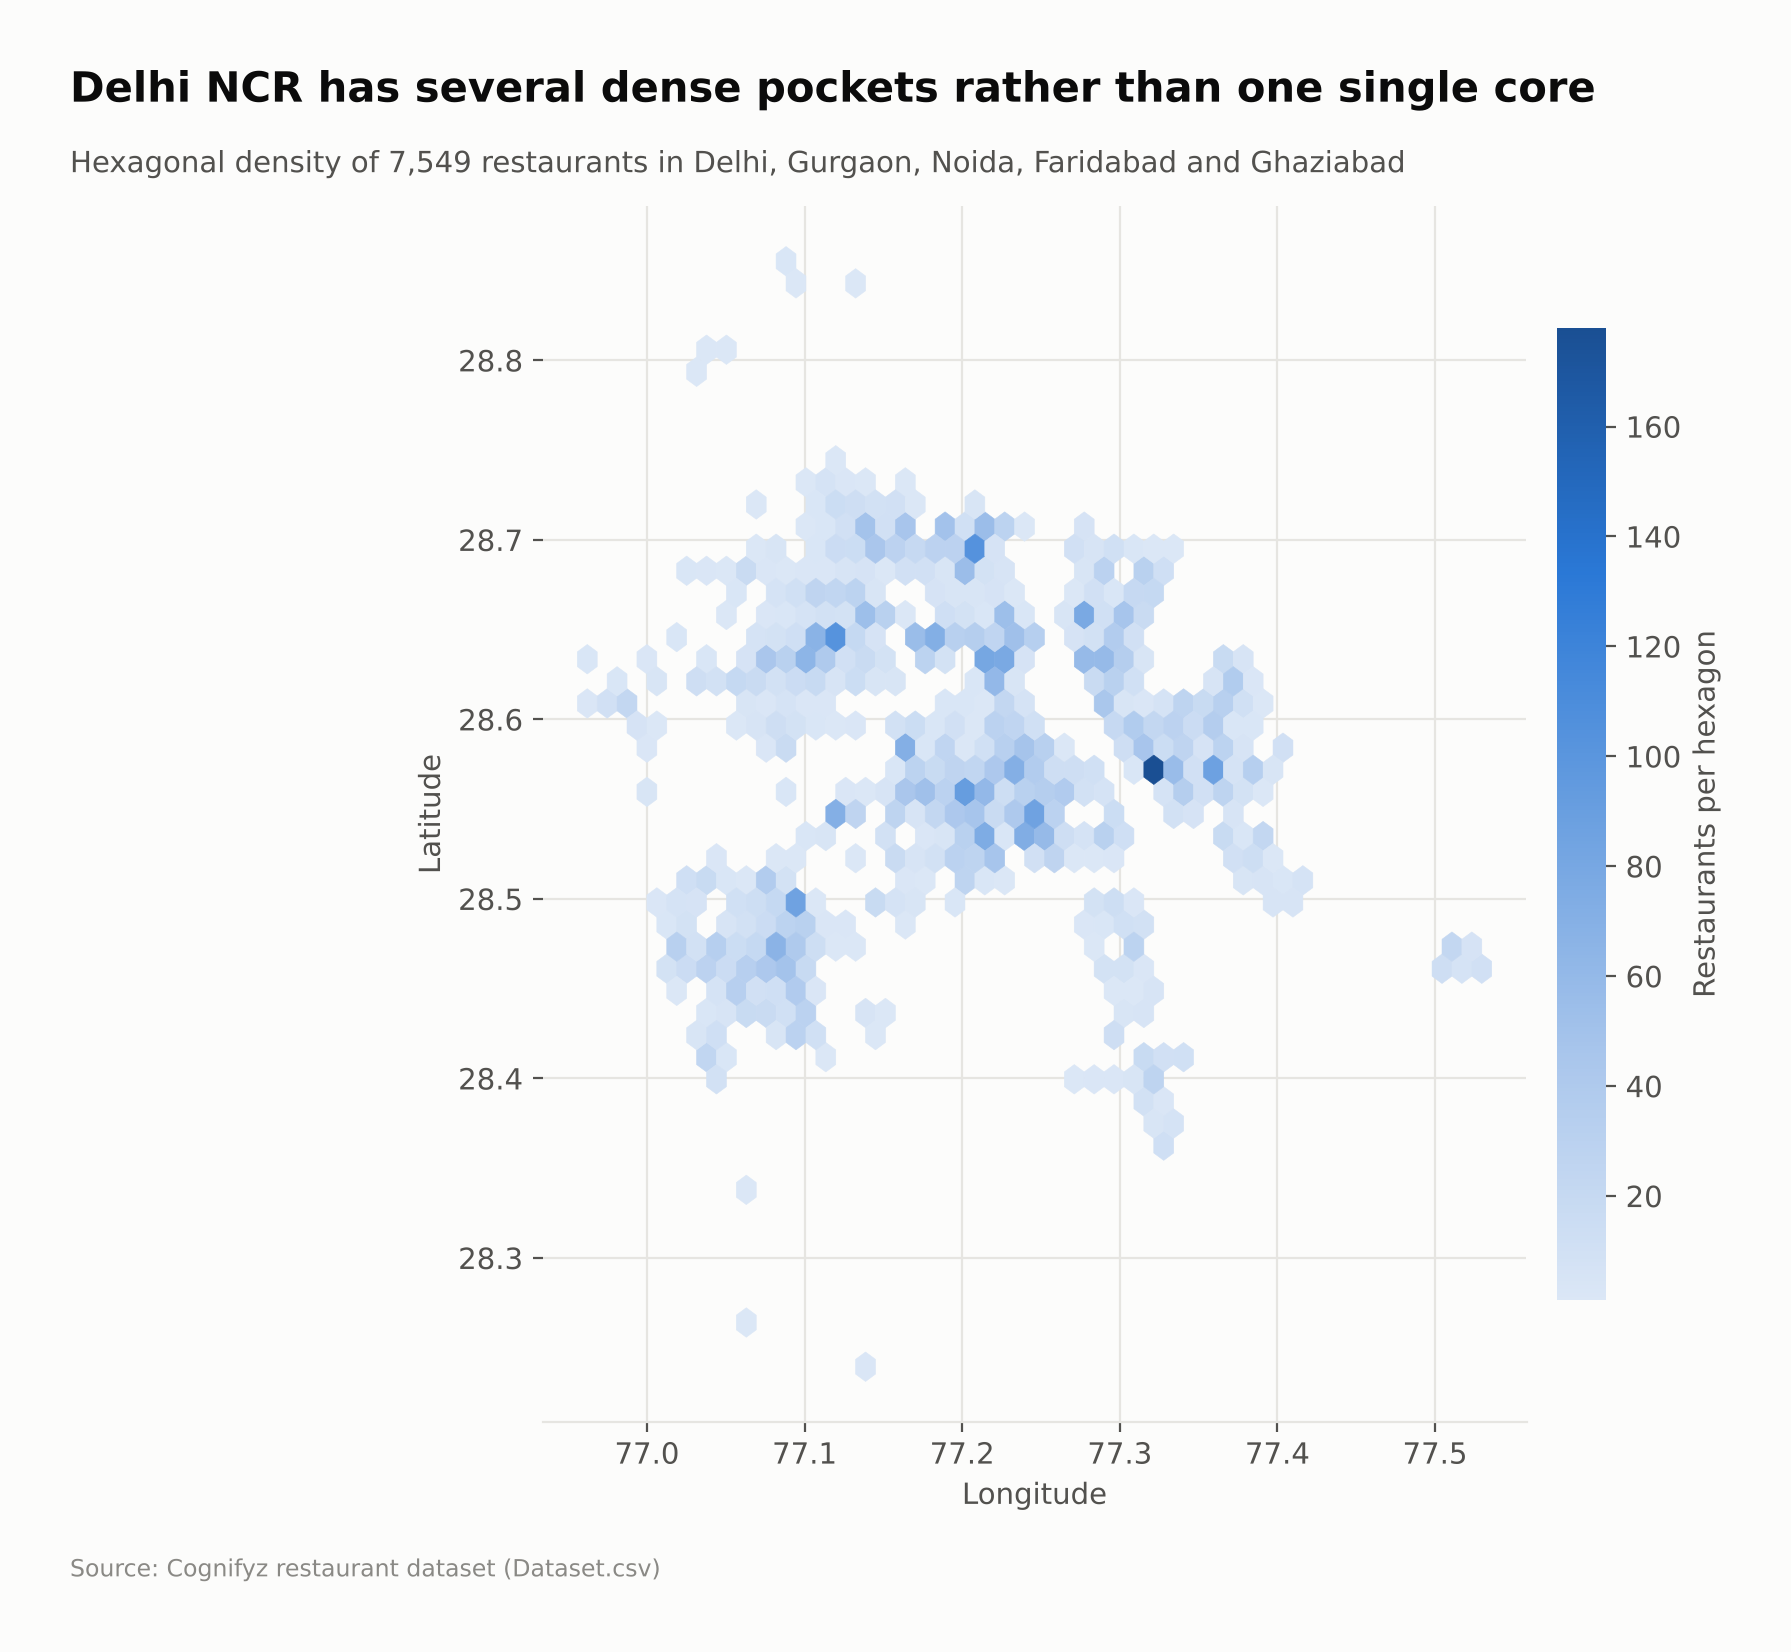 Delhi NCR has several dense pockets rather than one single core
Hexagonal density of 7,549 restaurants in Delhi, Gurgaon, Noida, Faridabad and Ghaziabad
28.8
28.7
28.6
28.5
28.4
28.3
Latitude
77.0 77.1 77.2 77.3 77.4 77.5
Longitude
160
140
120
100
80
60
40
20
Restaurants per hexagon
Source: Cognifyz restaurant dataset (Dataset.csv)